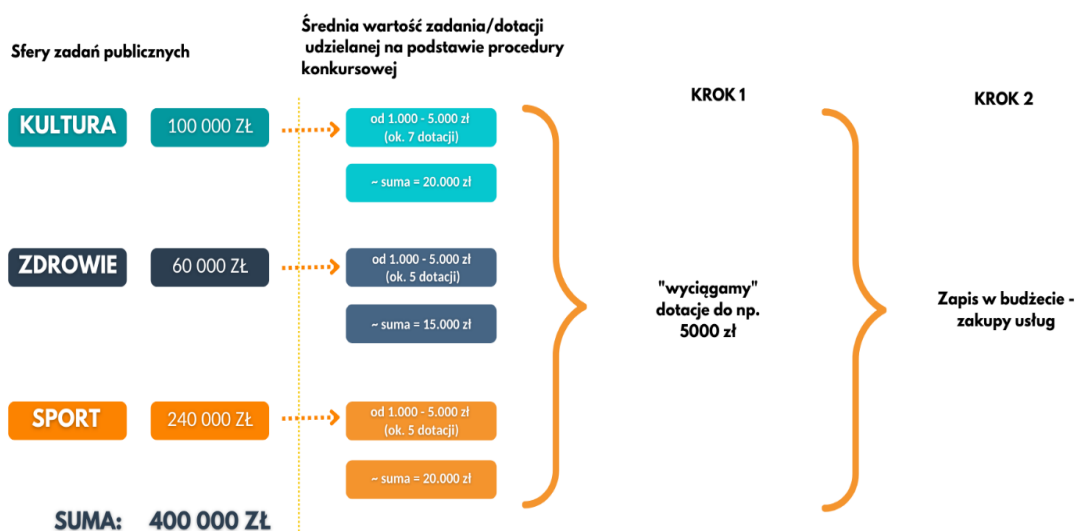 Sfery zadań publicznych
Średnia wartość zadania/dotacji
udzielanej na podstawie procedury
konkursowej
KROK 1
KROK 2
KULTURA
100 000 ZŁ
od 1.000 - 5.000 zł
(ok. 7 dotacji)
~ suma = 20.000 zł
ZDROWIE
60 000 ZŁ
od 1.000 - 5.000 zł
(ok. 5 dotacji)
~ suma = 15.000 zł
"wyciągamy"
dotacje do np.
5000 zł
Zapis w budżecie -
zakupy usług
SPORT
240 000 ZŁ
od 1.000 - 5.000 zł
(ok. 5 dotacji)
~ suma = 20.000 zł
SUMA: 400 000 ZŁ